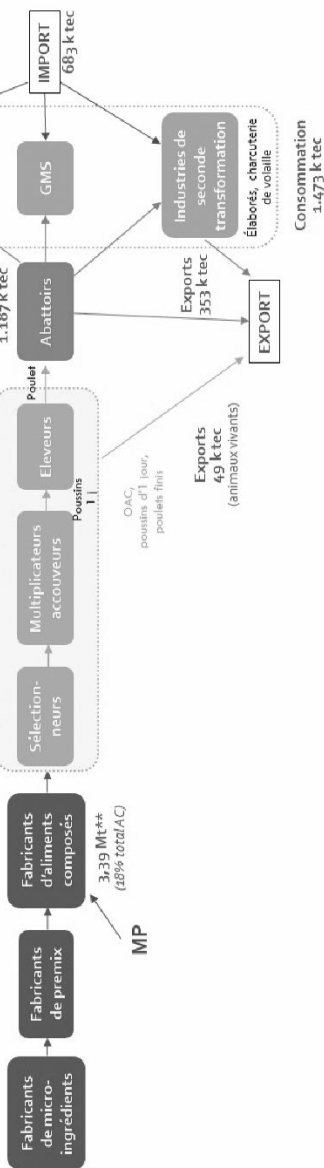 Fabricants
de micro-
ingrédients
Fabricants
de premix
Fabricants
d'aliments
composés
3,39 Mt**
(18% total AC)
MP
Sélection-
neurs
Multiplicateurs
accouveurs
Poussins
1 j
Eleveurs
Poulet
OAC,
poussins d'1 jour,
poulets finis
Exports
49 k tec
(animaux vivants)
1.187 k tec
Abattoirs
Exports
353 k tec
EXPORT
GMS
IMPORT
683 k tec
Industries de
seconde
transformation
Élaborés, charcuterie
de volaille
Consommation
1.473 k tec